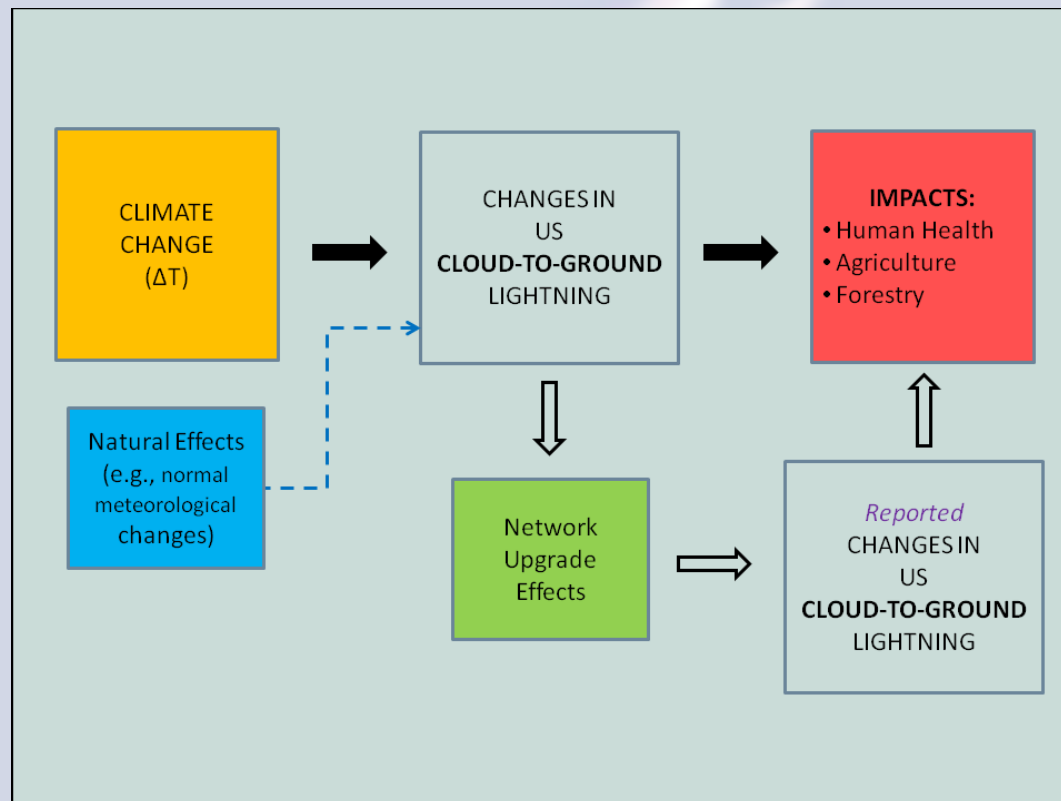 CLIMATE
CHANGE
(ΔT)
CHANGES IN
US
CLOUD-TO-GROUND
LIGHTNING
IMPACTS:
• Human Health
• Agriculture
• Forestry
Natural Effects
(e.g., normal
meteorological
changes)
Network
Upgrade
Effects
Reported
CHANGES IN
US
CLOUD-TO-GROUND
LIGHTNING